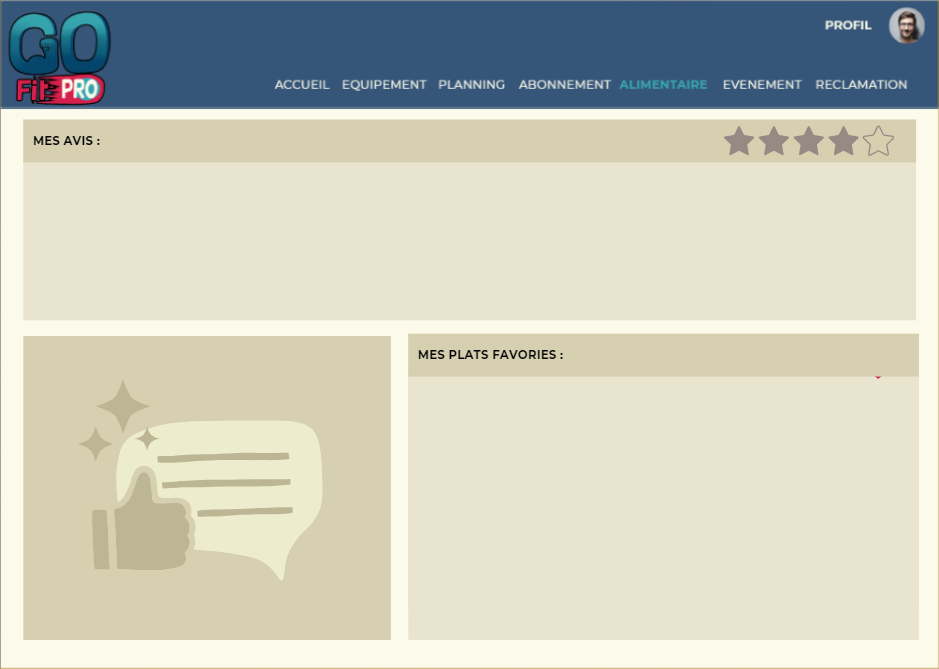 GO
FiT PRO
PROFIL
ACCUEIL EQUIPEMENT PLANNING ABONNEMENT ALIMENTAIRE EVENEMENT RECLAMATION
MES AVIS :
MES PLATS FAVORIES :